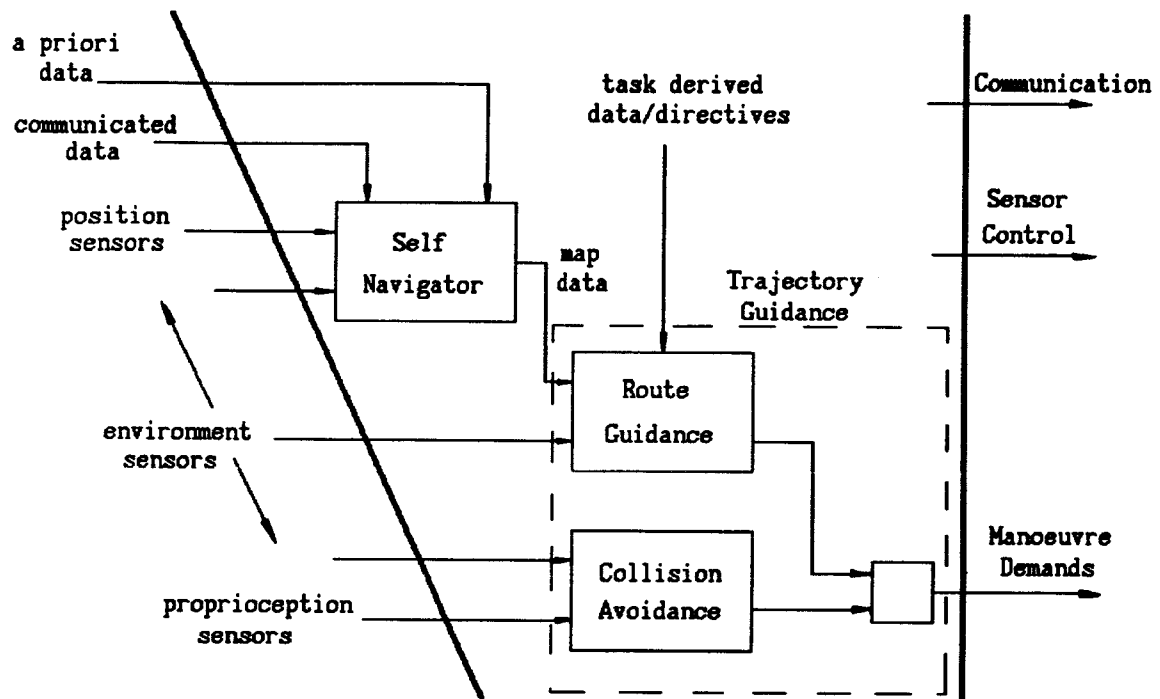 a priori
data
communicated
data
position
sensors
environment
sensors
proprioception
sensors
Self
Navigator
map
data
task derived
data/directives
Trajectory
Guidance
Route
Guidance
Collision
Avoidance
Communication
Sensor
Control
Manoeuvre
Demands